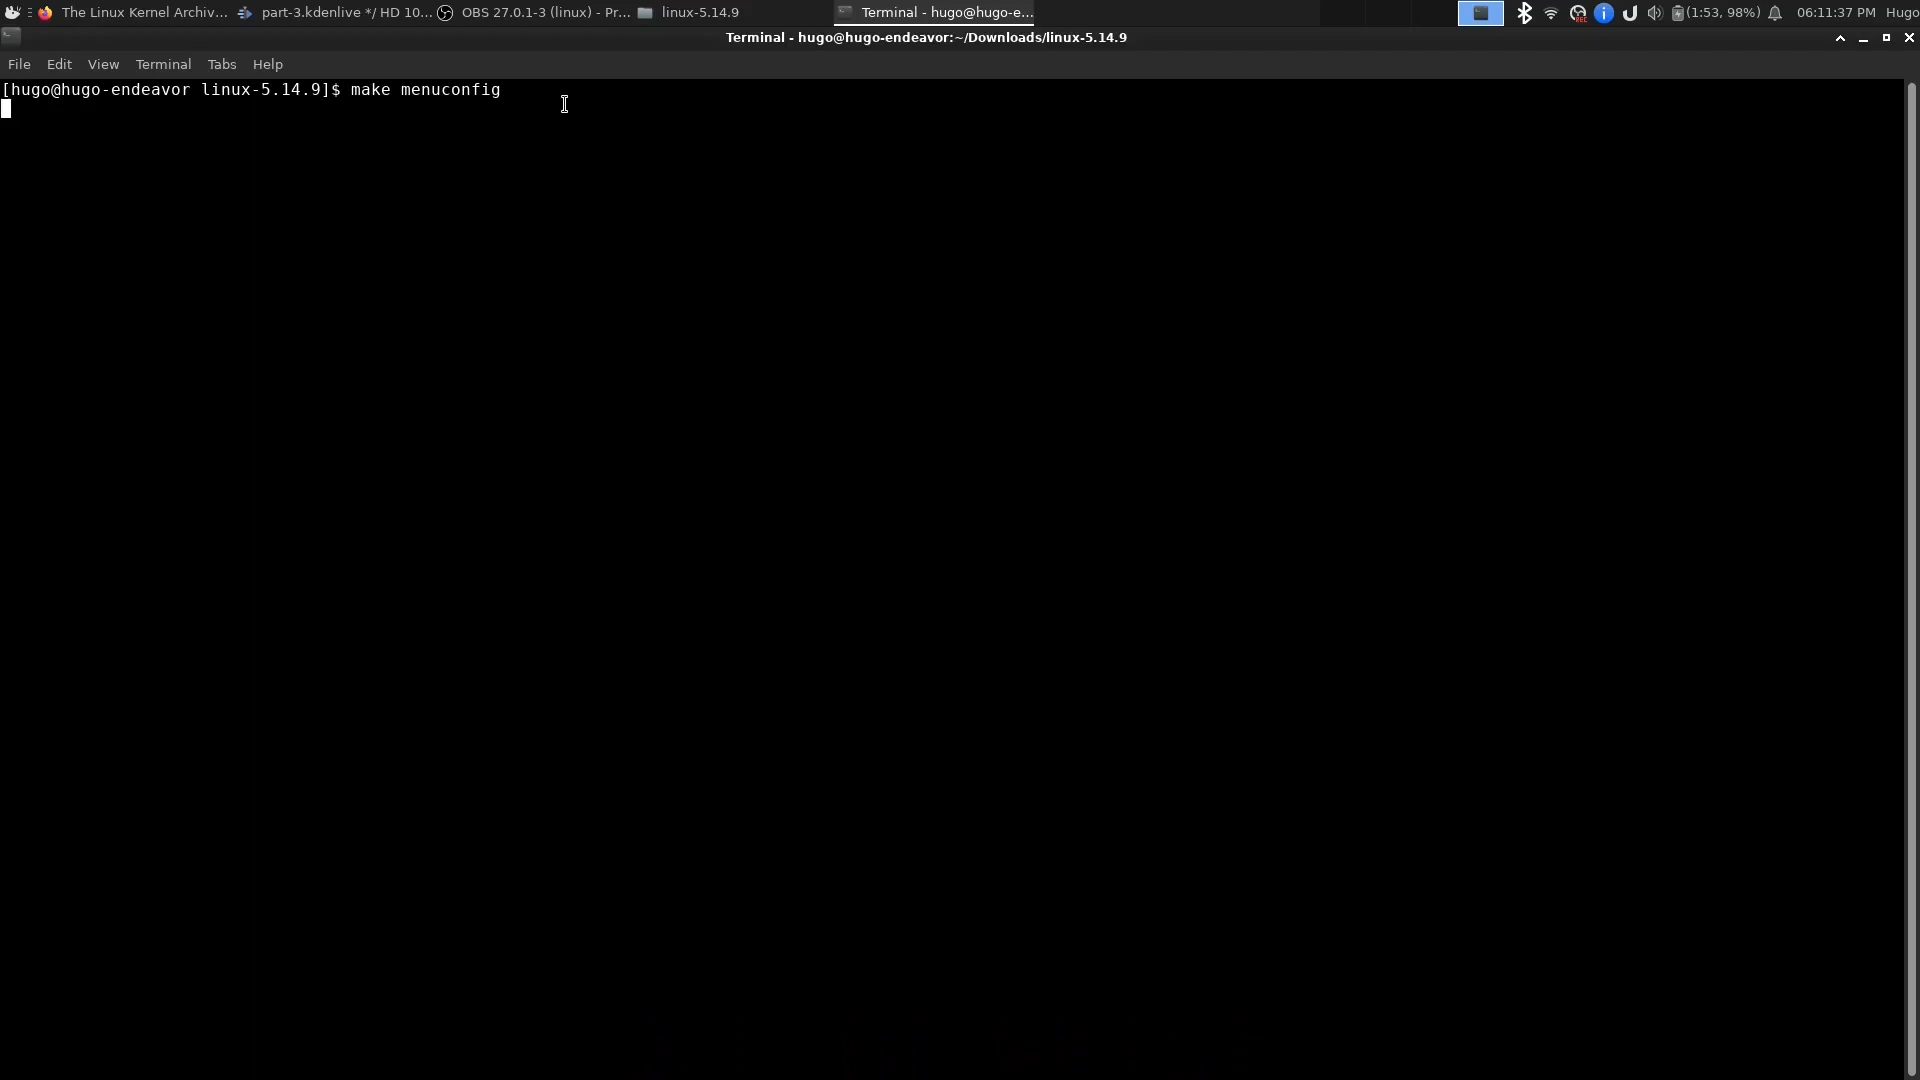 The Linux Kernel Archiv... part-3.kdenlive */ HD 10... OBS 27.0.1-3 (linux) - Pr... linux-5.14.9 Terminal - hugo@hugo-e... REC (1:53, 98%) 06:11:37 PM Hugo
Terminal - hugo@hugo-endeavor:~/Downloads/linux-5.14.9
File Edit View Terminal Tabs Help
[hugo@hugo-endeavor linux-5.14.9]$ make menuconfig